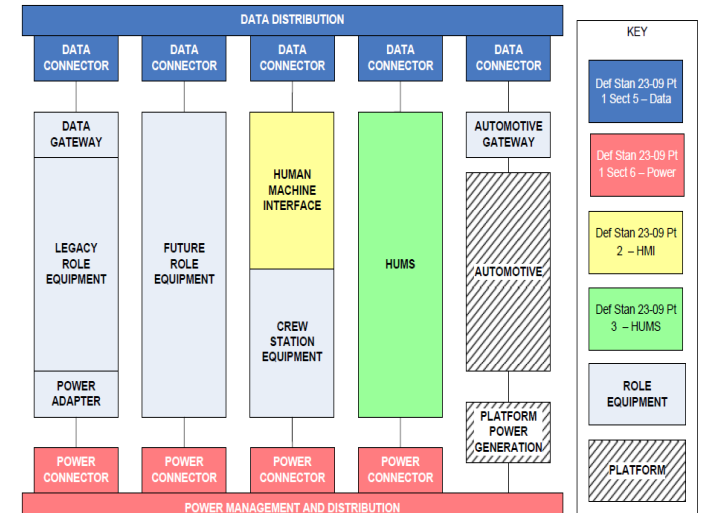 DATA DISTRIBUTION
DATA
CONNECTOR
DATA
CONNECTOR
DATA
CONNECTOR
DATA
CONNECTOR
DATA
CONNECTOR
DATA
GATEWAY
LEGACY
ROLE
EQUIPMENT
POWER
ADAPTER
FUTURE
ROLE
EQUIPMENT
HUMAN
MACHINE
INTERFACE
CREW
STATION
EQUIPMENT
HUMS
AUTOMOTIVE
GATEWAY
AUTOMOTIVE
PLATFORM
POWER
GENERATION
POWER
CONNECTOR
POWER
CONNECTOR
POWER
CONNECTOR
POWER
CONNECTOR
POWER MANAGEMENT AND DISTRIBUTION
KEY
Def Stan 23-09 Pt
1 Sect 5 – Data
Def Stan 23-09 Pt
1 Sect 6 – Power
Def Stan 23-09 Pt
2 – HMI
Def Stan 23-09 Pt
3 – HUMS
ROLE
EQUIPMENT
PLATFORM